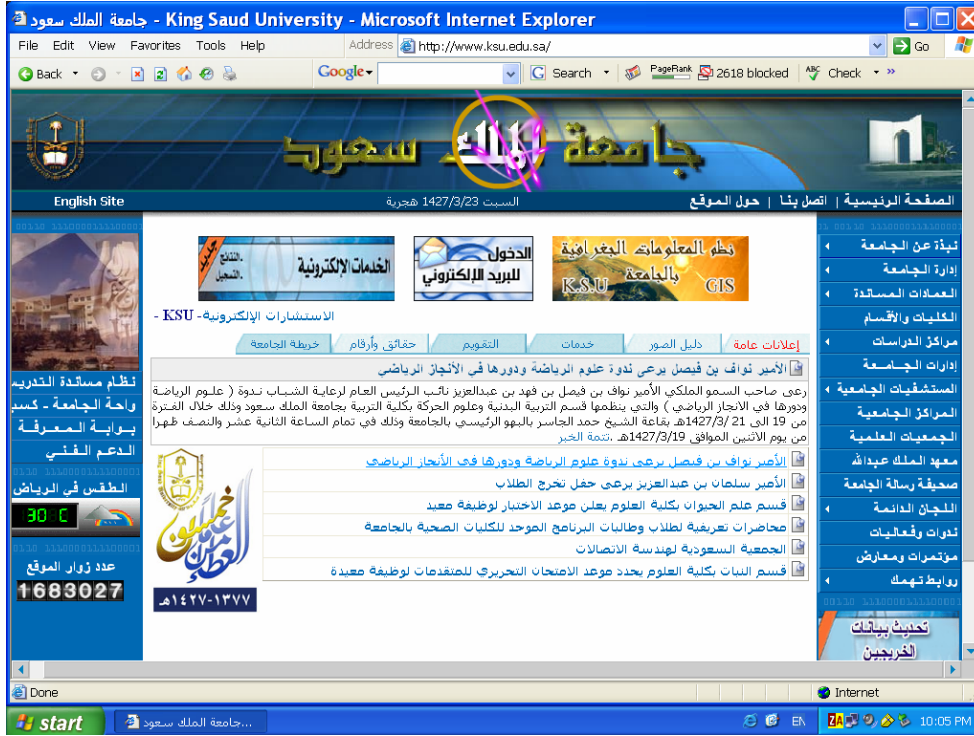 جامعة الملك سعود - King Saud University - Microsoft Internet Explorer
File Edit View Favorites Tools Help Address http://www.ksu.edu.sa/ Go
Back Google Search PageRank 2618 blocked ABC Check »
جامعة الملك سعود
الصفحة الرئيسية | اتصل بنا | حول الموقع
السبت 1427/3/23 هجرية
English Site
نبذة عن الجامعة
إدارة الجامعة
العمادات المساندة
الكليات والأقسام
مراكز الدراسات
إدارات الجامعة
المستشفيات الجامعية
المراكز الجامعية
الجمعيات العلمية
معهد الملك عبدالله
صحيفة رسالة الجامعة
اللجان الدائمة
ندوات وفعاليات
مؤتمرات ومعارض
روابط تهمك
تحديث بيانات
الخريجين
نظم المعلومات الجغرافية
بالجامعة
GIS
K.S.U
الدخول
للبريد الإلكتروني
الخدمات الإلكترونية
النتائج.
التسجيل.
جديد
الاستشارات الإلكترونية- KSU -
إعلانات عامة
دليل الصور
خدمات
التقويم
حقائق وأرقام
خريطة الجامعة
الأمير نواف بن فيصل يرعى ندوة علوم الرياضة ودورها في الأنجاز الرياضي
رعى صاحب السمو الملكي الأمير نواف بن فيصل بن فهد بن عبدالعزيز نائب الرئيس العام لرعاية الشباب ندوة ( علوم الرياضة
ودورها في الانجاز الرياضي ) والتي ينظمها قسم التربية البدنية وعلوم الحركة بكلية التربية بجامعة الملك سعود وذلك خلال الفترة
من 19 الى 21 /1427/3هـ بقاعة الشيخ حمد الجاسر بالبهو الرئيسي بالجامعة وذلك في تمام الساعة الثانية عشر والنصف ظهرا
من يوم الاثنين الموافق 1427/3/19هـ .تتمة الخبر
الأمير نواف بن فيصل يرعى ندوة علوم الرياضة ودورها في الأنجاز الرياضي
الأمير سلمان بن عبدالعزيز يرعى حفل تخرج الطلاب
قسم علم الحيوان بكلية العلوم يعلن موعد الاختبار لوظيفة معيد
محاضرات تعريفية لطلاب وطالبات البرنامج الموحد للكليات الصحية بالجامعة
الجمعية السعودية لهندسة الاتصالات
قسم النبات بكلية العلوم يحدد موعد الامتحان التحريري للمتقدمات لوظيفة معيدة
خمسون
١٣٧٧-١٤٢٧هـ
نظام مساندة التدريس
واحة الجامعة - كسب
بوابة المعرفة
الدعم الفني
الطقس في الرياض
30 C
عدد زوار الموقع
1683027
Done Internet
start جامعة الملك سعود... EN ZA 10:05 PM